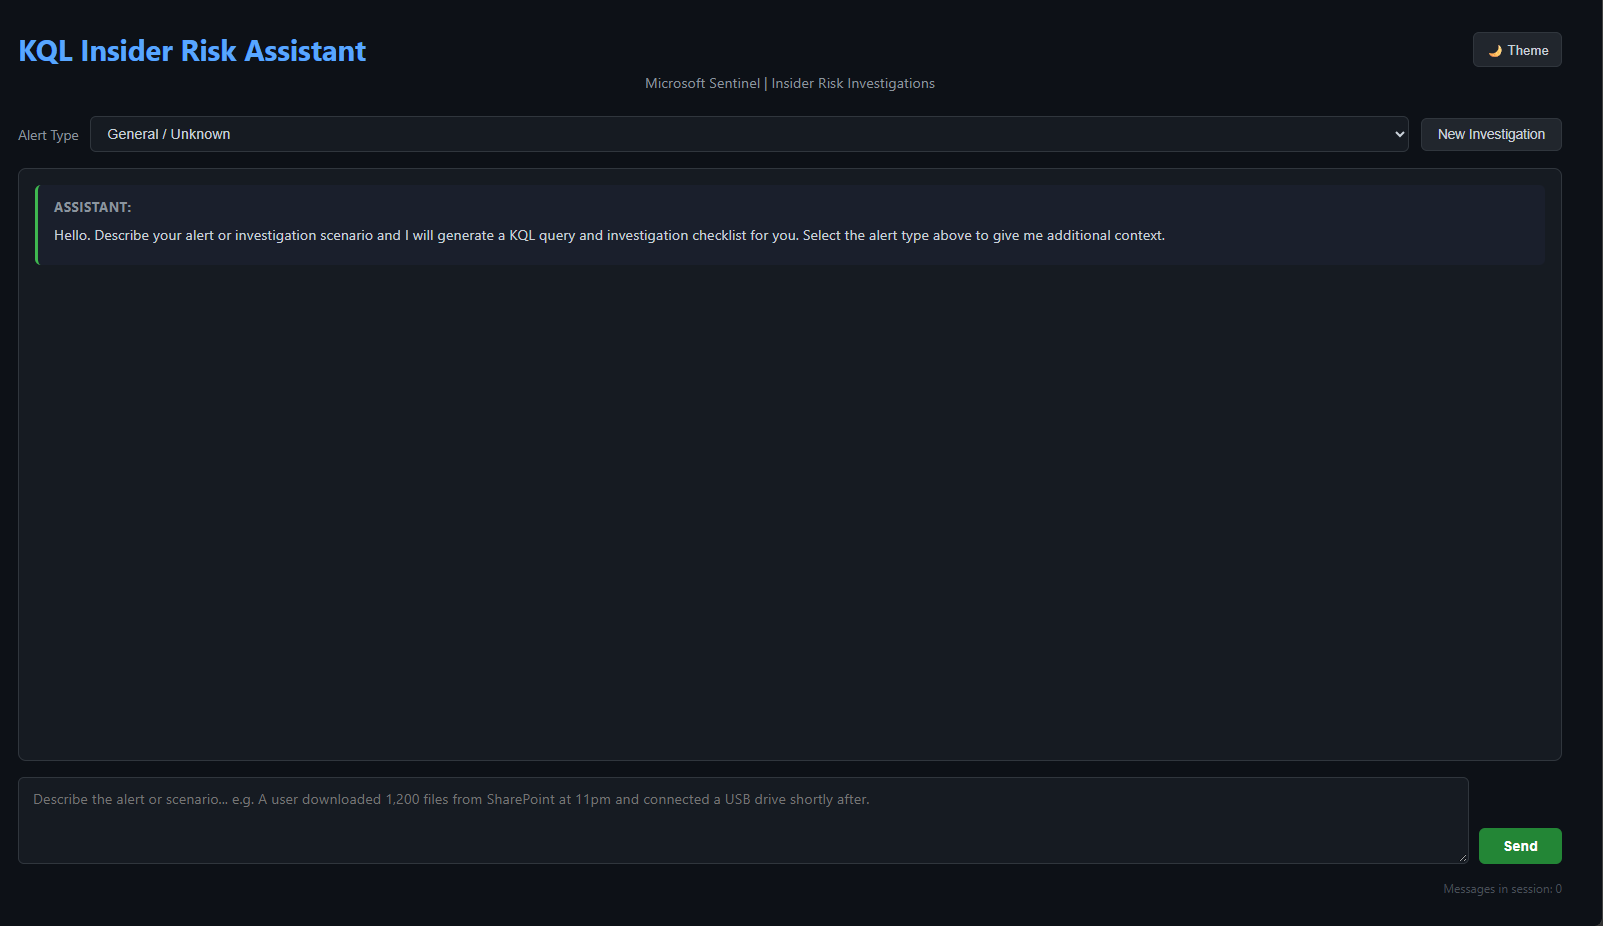 KQL Insider Risk Assistant
🌙 Theme
Microsoft Sentinel | Insider Risk Investigations
Alert Type
General / Unknown
New Investigation
ASSISTANT:
Hello. Describe your alert or investigation scenario and I will generate a KQL query and investigation checklist for you. Select the alert type above to give me additional context.
Describe the alert or scenario... e.g. A user downloaded 1,200 files from SharePoint at 11pm and connected a USB drive shortly after.
Send
Messages in session: 0